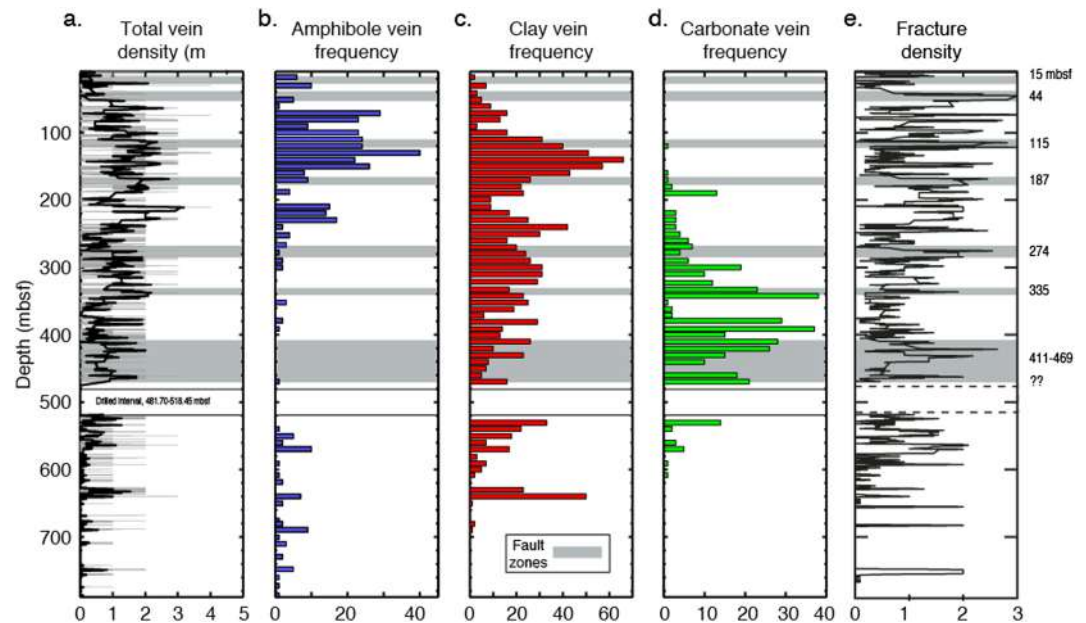 a.
Total vein
density (m
b.
Amphibole vein
frequency
c.
Clay vein
frequency
d.
Carbonate vein
frequency
e.
Fracture
density
Depth (mbsf)
100
200
300
400
500
600
700
15 mbsf
44
115
187
274
335
411-469
??
Drilled interval, 481.70-518.45 mbsf
Fault
zones
0 1 2 3 4 5
0 20 40
0 20 40 60
0 10 20 30 40
0 1 2 3